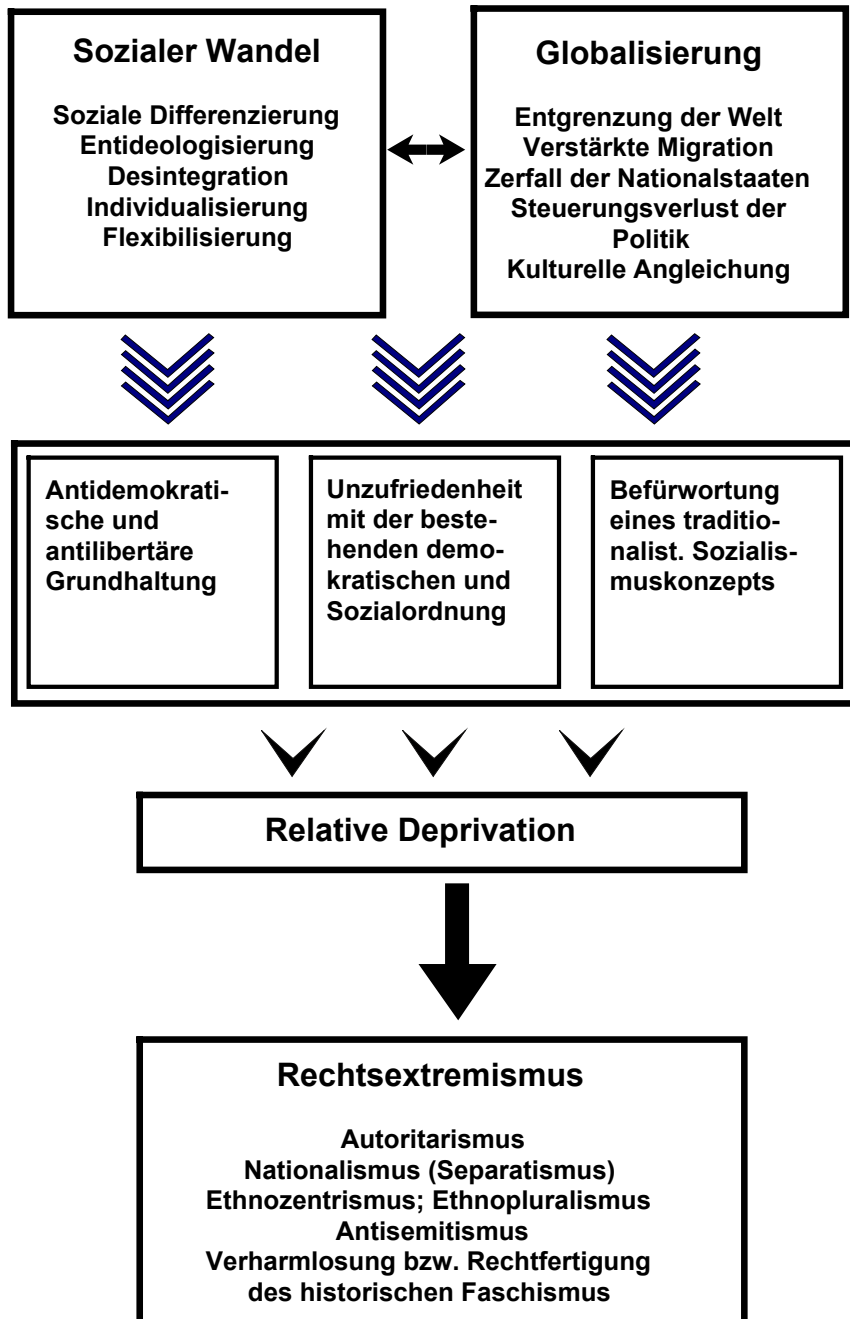 Sozialer Wandel
Soziale Differenzierung
Entideologisierung
Desintegration
Individualisierung
Flexibilisierung
Globalisierung
Entgrenzung der Welt
Verstärkte Migration
Zerfall der Nationalstaaten
Steuerungsverlust der
Politik
Kulturelle Angleichung
Antidemokrati-
sche und
antilibertäre
Grundhaltung
Unzufriedenheit
mit der beste-
henden demo-
kratischen und
Sozialordnung
Befürwortung
eines traditio-
nalist. Sozialis-
muskonzepts
Relative Deprivation
Rechtsextremismus
Autoritarismus
Nationalismus (Separatismus)
Ethnozentrismus; Ethnopluralismus
Antisemitismus
Verharmlosung bzw. Rechtfertigung
des historischen Faschismus